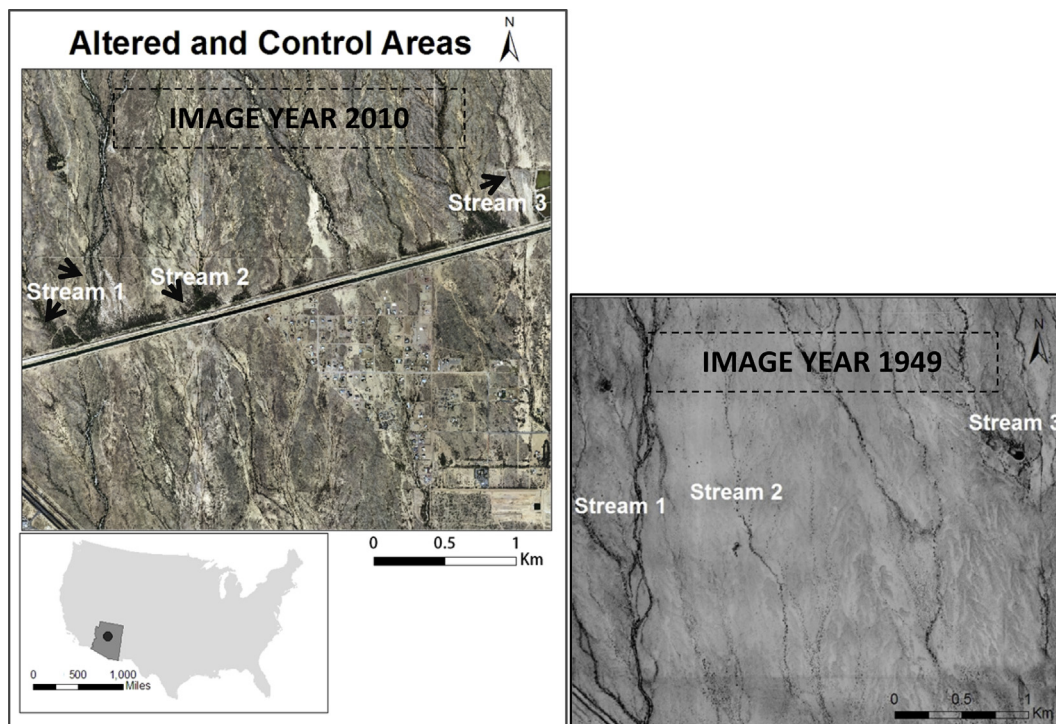 Altered and Control Areas
N
IMAGE YEAR 2010
Stream 3
Stream 2
Stream 1
0 0.5 1
Km
0 500 1,000
Miles
N
IMAGE YEAR 1949
Stream 3
Stream 1
Stream 2
0 0.5 1
Km